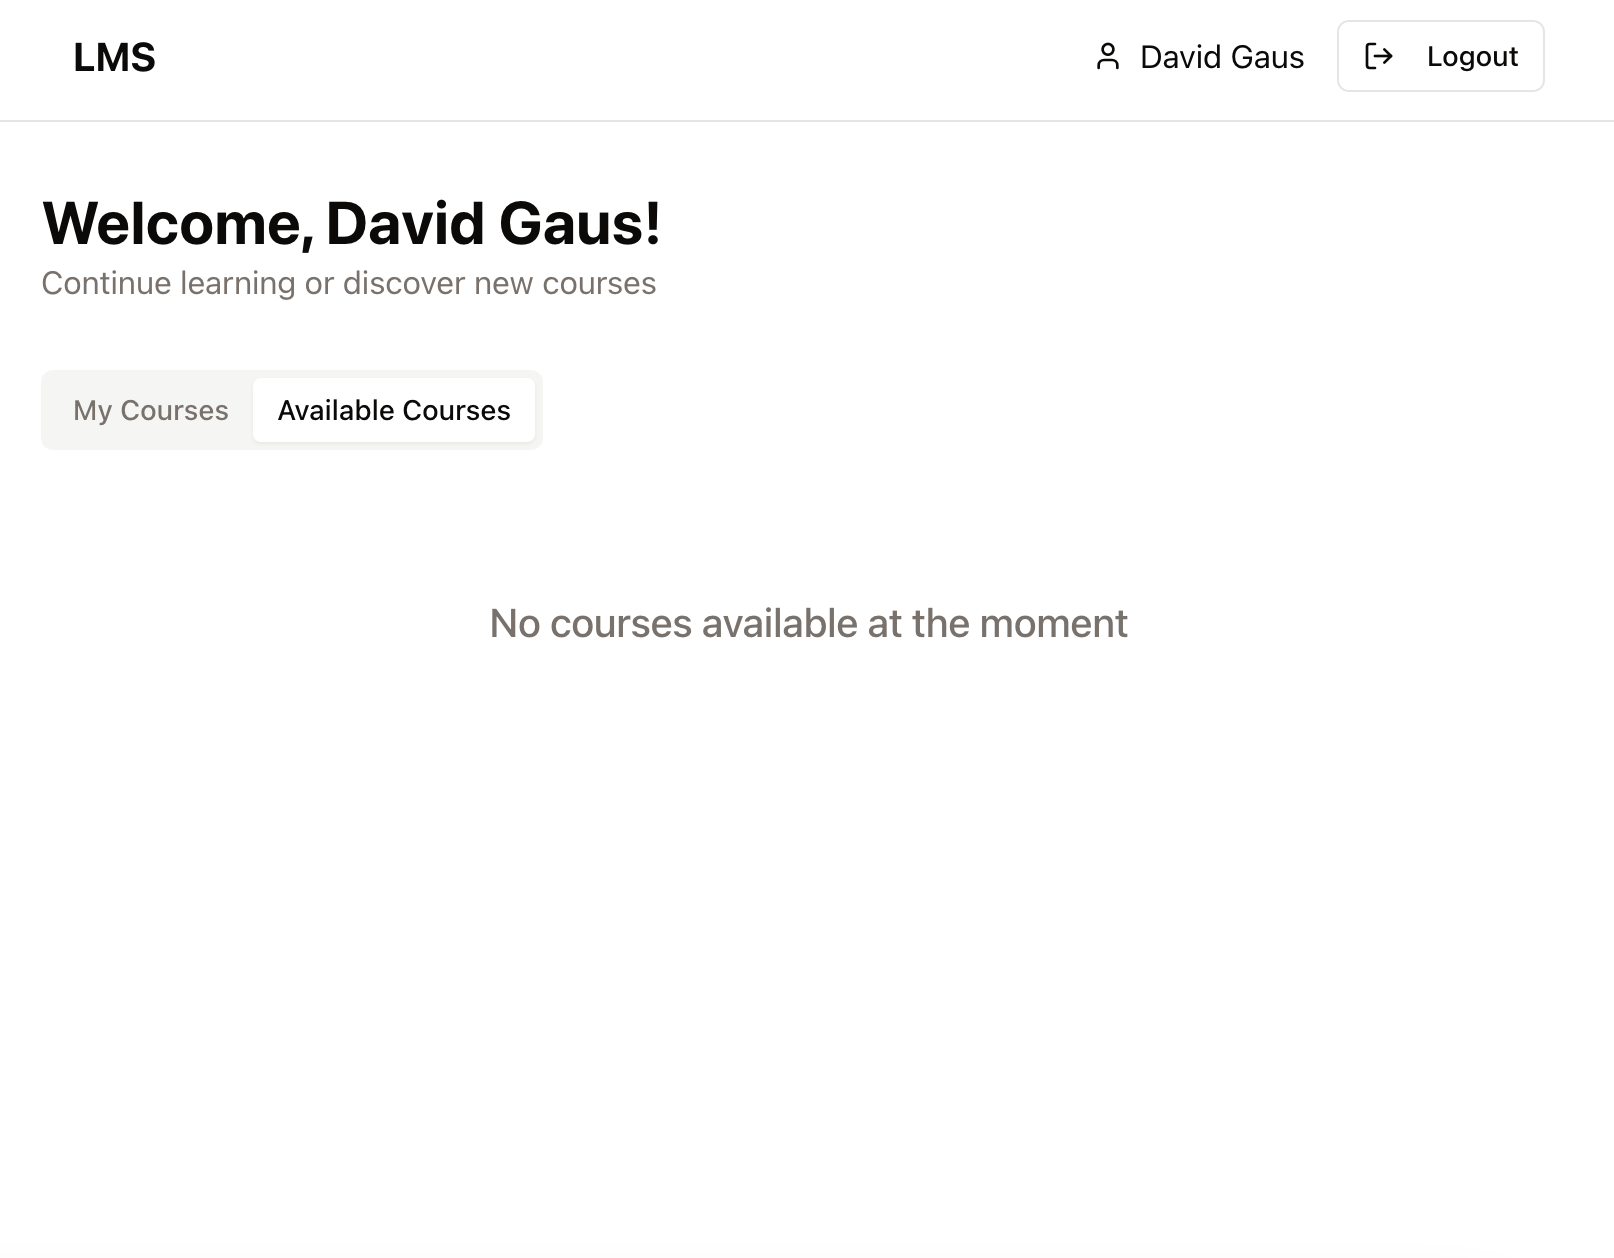 LMS
David Gaus
Logout
Welcome, David Gaus!
Continue learning or discover new courses
My Courses
Available Courses
No courses available at the moment